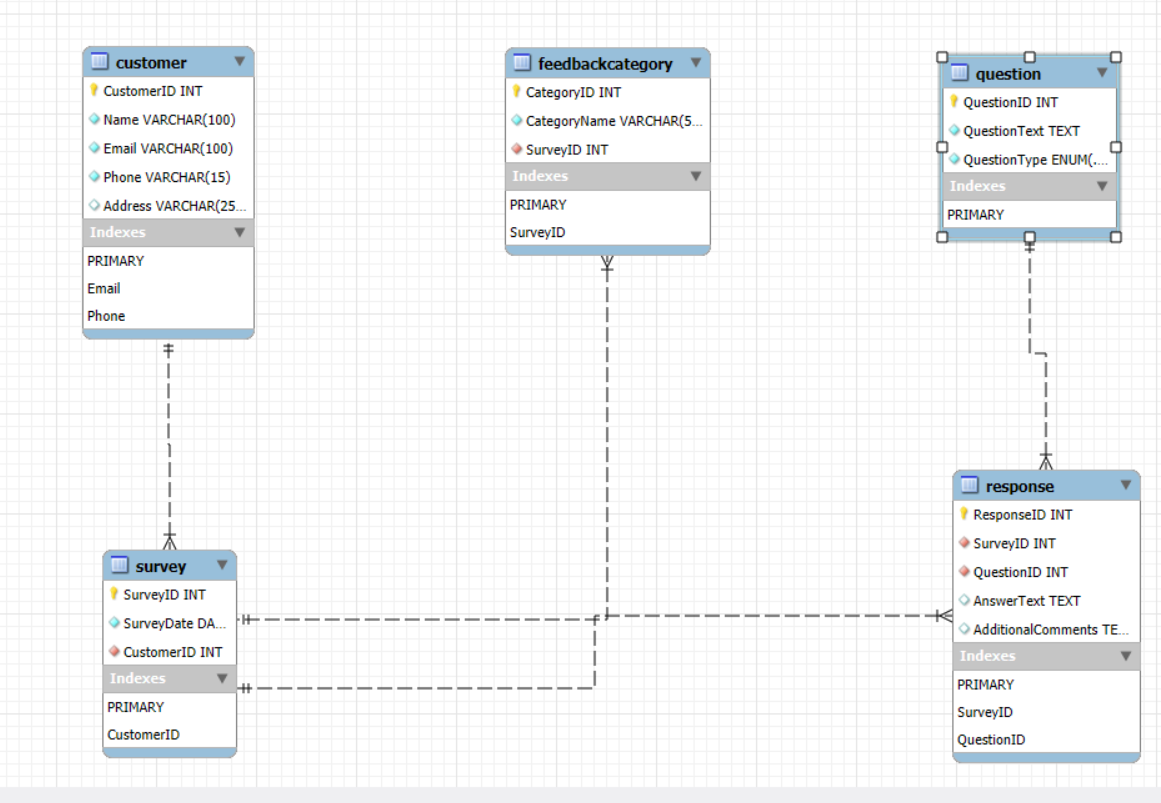 customer
CustomerID INT
Name VARCHAR(100)
Email VARCHAR(100)
Phone VARCHAR(15)
Address VARCHAR(25...
Indexes
PRIMARY
Email
Phone
feedbackcategory
CategoryID INT
CategoryName VARCHAR(5...
SurveyID INT
Indexes
PRIMARY
SurveyID
question
QuestionID INT
QuestionText TEXT
QuestionType ENUM(....
Indexes
PRIMARY
survey
SurveyID INT
SurveyDate DA...
CustomerID INT
Indexes
PRIMARY
CustomerID
response
ResponseID INT
SurveyID INT
QuestionID INT
AnswerText TEXT
AdditionalComments TE...
Indexes
PRIMARY
SurveyID
QuestionID